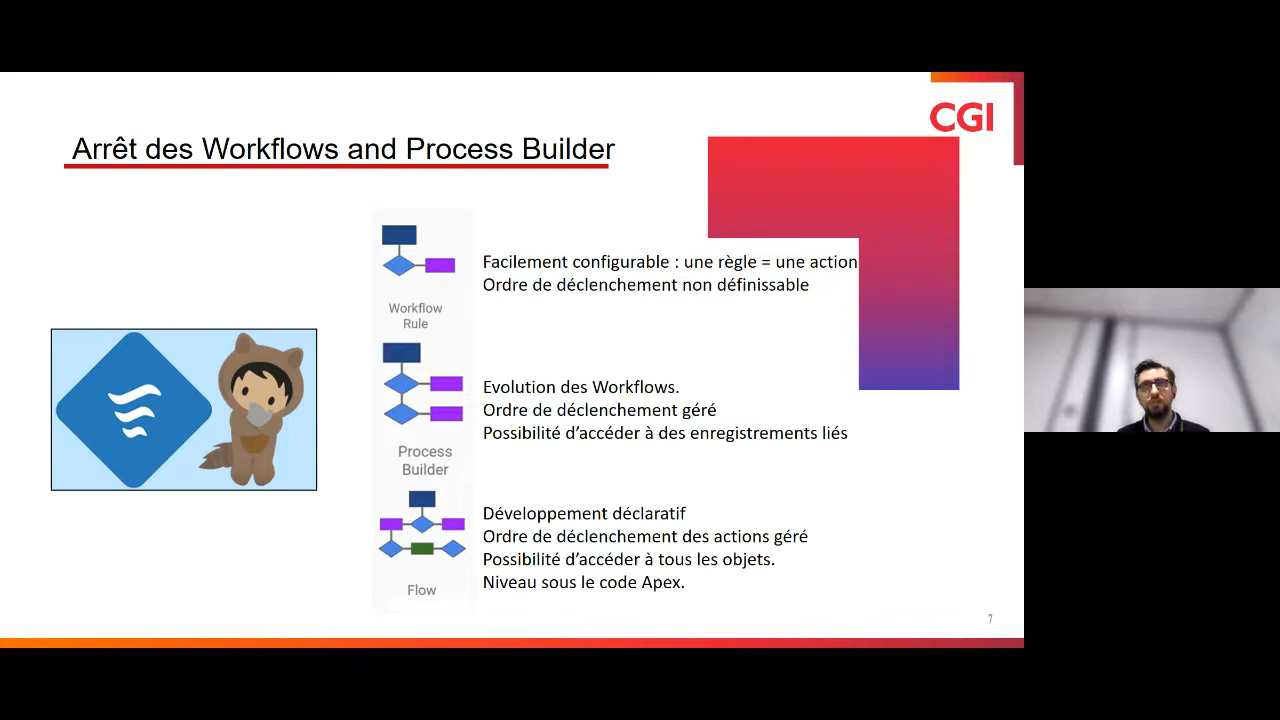 CGI
Arrêt des Workflows and Process Builder
Facilement configurable : une règle = une action
Ordre de déclenchement non définissable
Workflow
Rule
Evolution des Workflows.
Ordre de déclenchement géré
Possibilité d’accéder à des enregistrements liés
Process
Builder
Développement déclaratif
Ordre de déclenchement des actions géré
Possibilité d’accéder à tous les objets.
Niveau sous le code Apex.
Flow
7